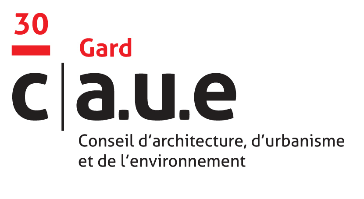 30
Gard
c|a.u.e
Conseil d'architecture, d'urbanisme
et de l'environnement